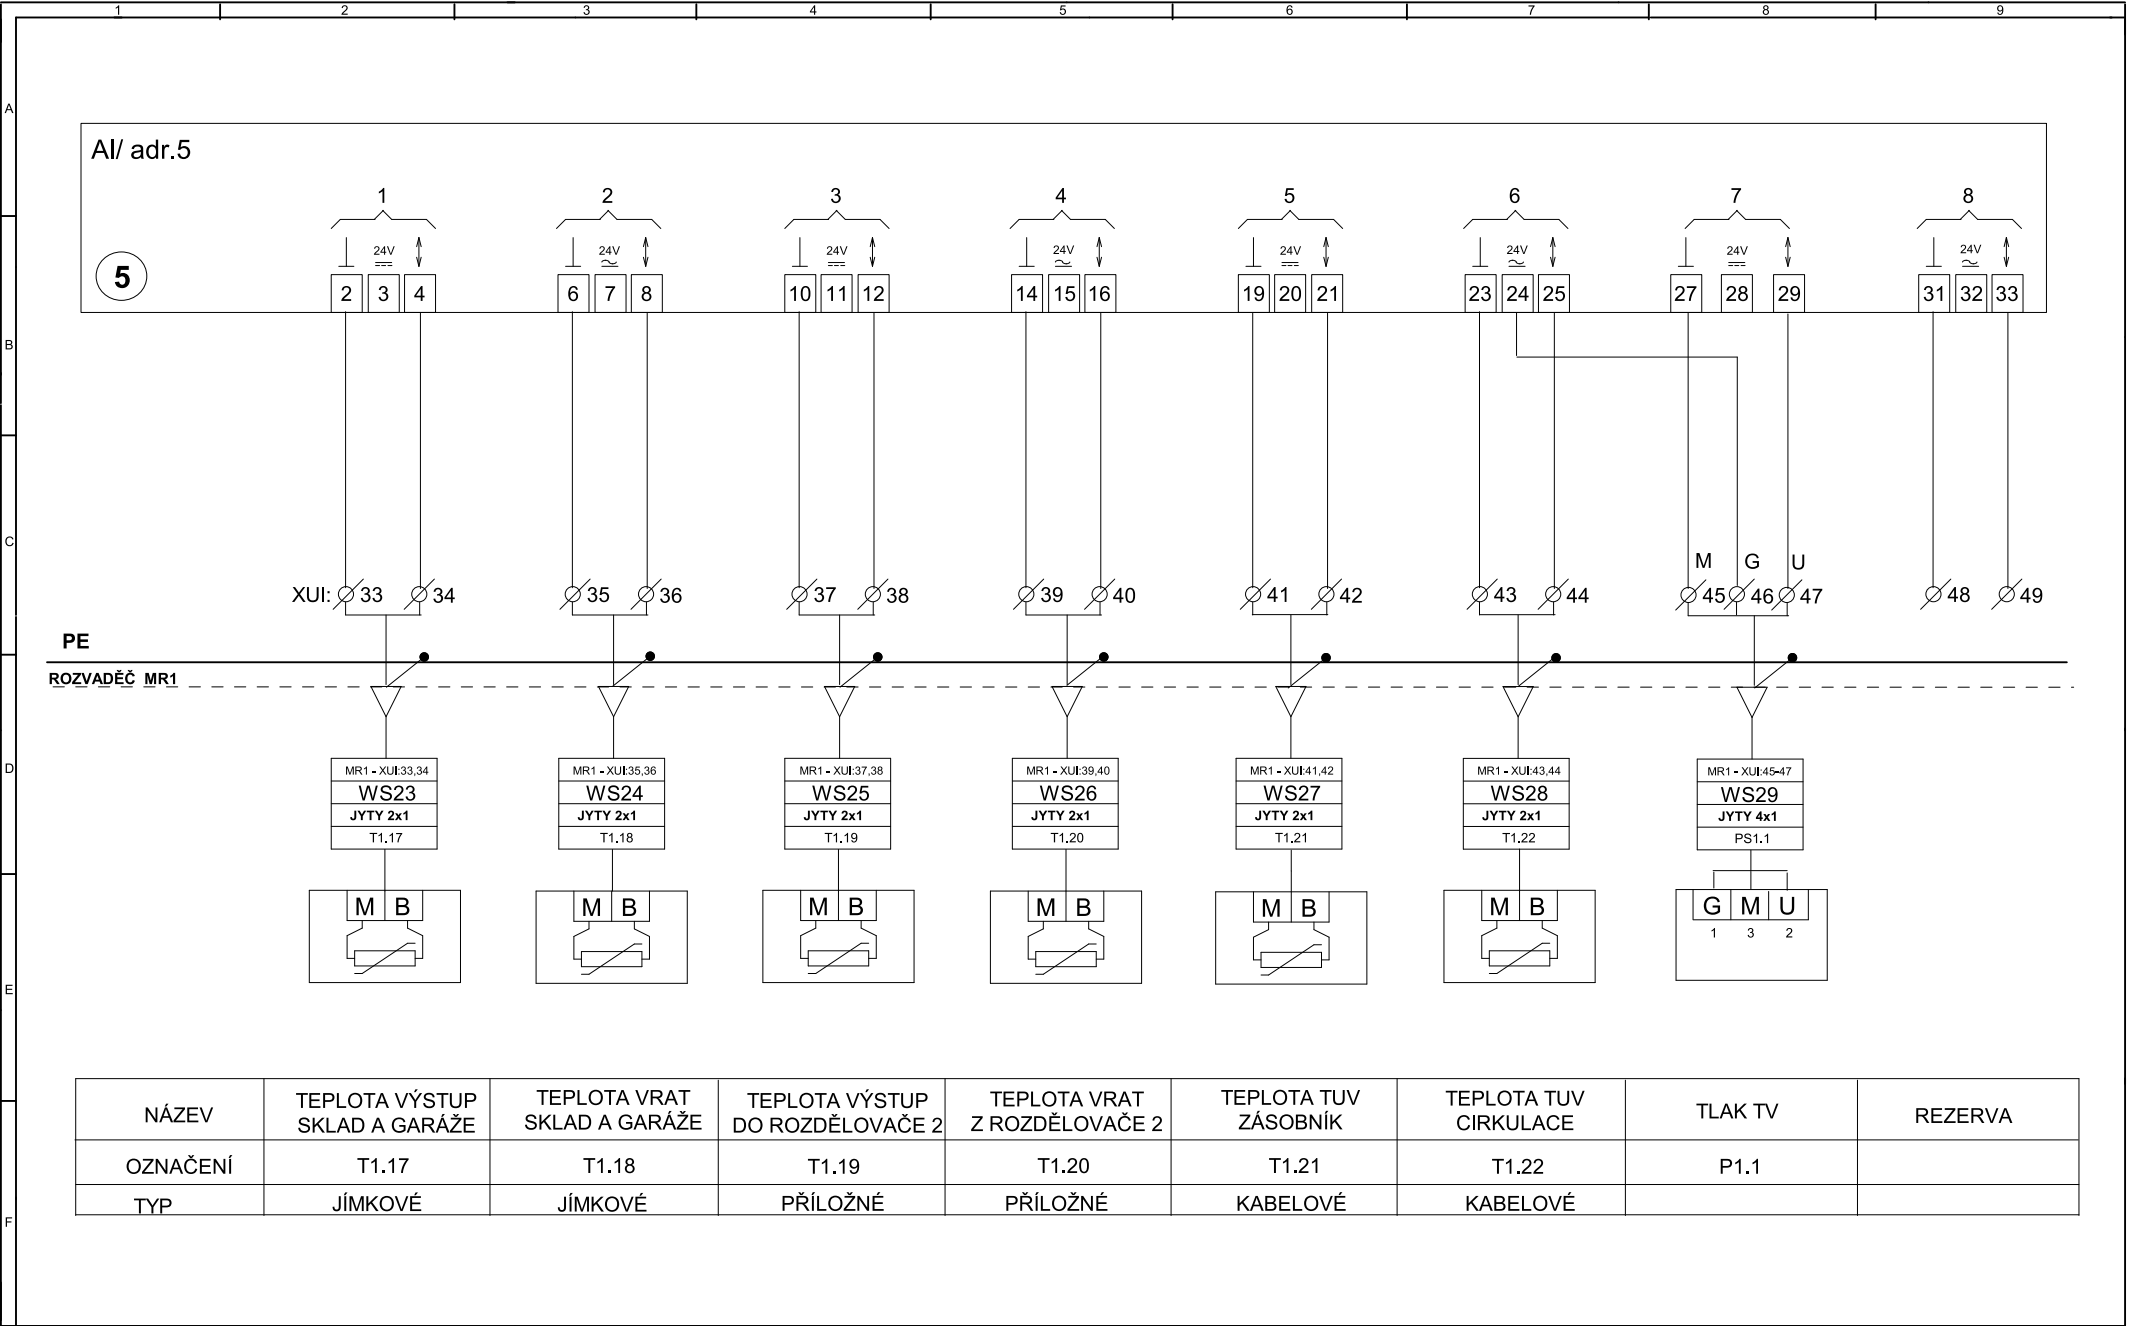 1 2 3 4 5 6 7 8 9
A
B
C
D
E
F
AI/ adr.5
5
1 2 3 4 5 6 7 8
24V 24V 24V 24V 24V 24V 24V 24V
2 3 4 6 7 8 10 11 12 14 15 16 19 20 21 23 24 25 27 28 29 31 32 33
M G U
XUI: 33 34 35 36 37 38 39 40 41 42 43 44 45 46 47 48 49
PE
ROZVADĚČ MR1
MR1 - XUI:33,34
WS23
JYTY 2x1
T1.17
M B
MR1 - XUI:35,36
WS24
JYTY 2x1
T1.18
M B
MR1 - XUI:37,38
WS25
JYTY 2x1
T1.19
M B
MR1 - XUI:39,40
WS26
JYTY 2x1
T1.20
M B
MR1 - XUI:41,42
WS27
JYTY 2x1
T1.21
M B
MR1 - XUI:43,44
WS28
JYTY 2x1
T1.22
M B
MR1 - XUI:45-47
WS29
JYTY 4x1
PS1.1
G M U
1 3 2
NÁZEV
TEPLOTA VÝSTUP
SKLAD A GARÁŽE
TEPLOTA VRAT
SKLAD A GARÁŽE
TEPLOTA VÝSTUP
DO ROZDĚLOVAČE 2
TEPLOTA VRAT
Z ROZDĚLOVAČE 2
TEPLOTA TUV
ZÁSOBNÍK
TEPLOTA TUV
CIRKULACE
TLAK TV
REZERVA
OZNAČENÍ T1.17 T1.18 T1.19 T1.20 T1.21 T1.22 P1.1
TYP JÍMKOVÉ JÍMKOVÉ PŘÍLOŽNÉ PŘÍLOŽNÉ KABELOVÉ KABELOVÉ